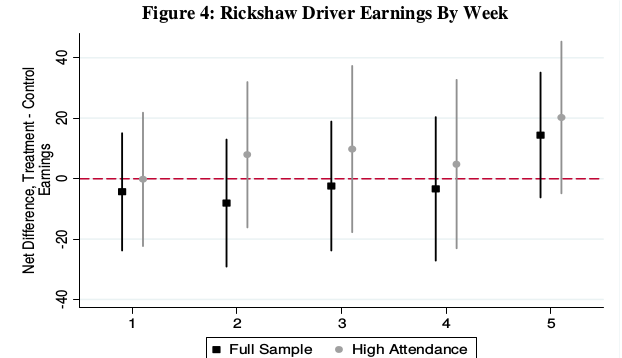 Figure 4: Rickshaw Driver Earnings By Week
Net Difference, Treatment - Control
Earnings
40
20
0
-20
-40
1 2 3 4 5
Full Sample High Attendance